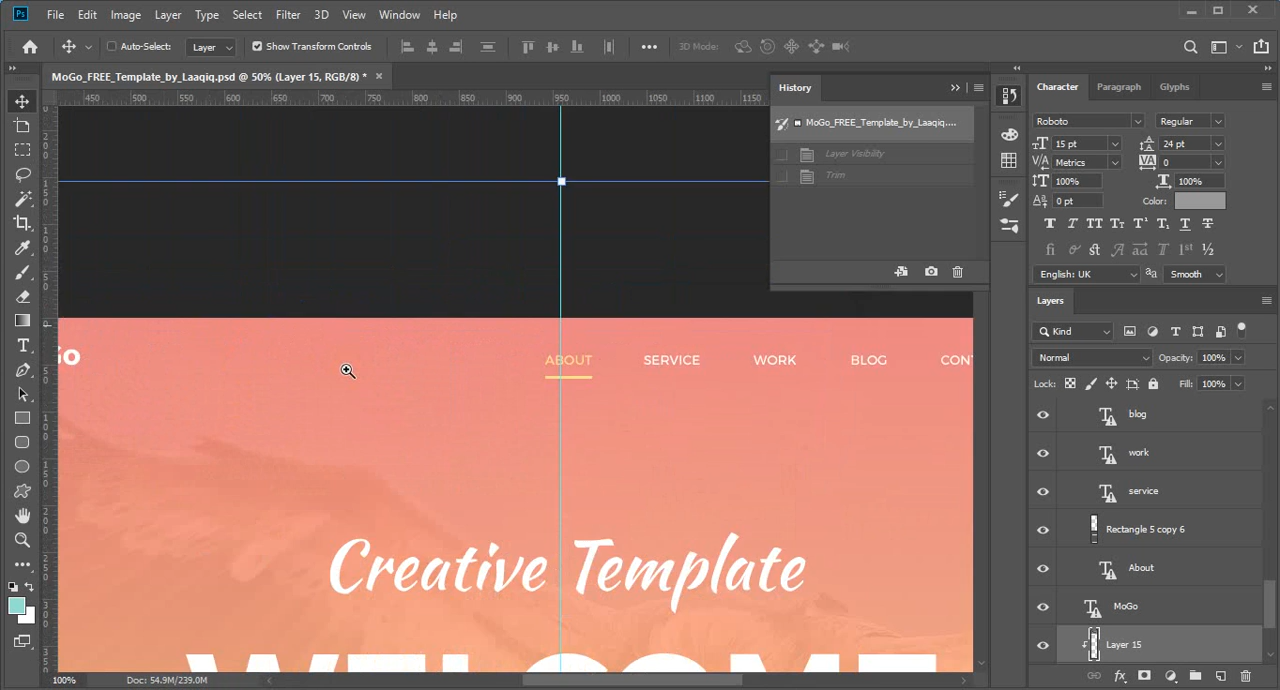 Ps File Edit Image Layer Type Select Filter 3D View Window Help
Auto-Select: Layer Show Transform Controls 3D Mode:
MoGo_FREE_Template_by_Laaqiq.psd @ 50% (Layer 15, RGB/8) * ×
450 500 550 600 650 700 750 800 850 900 950 1000 1050 1100 1150
History
MoGo_FREE_Template_by_Laaqiq....
Layer Visibility
Trim
Character Paragraph Glyphs
Roboto Regular
15 pt 24 pt
Metrics 0
100% 100%
0 pt Color:
English: UK Smooth
Layers
Kind
Normal Opacity: 100%
Lock: Fill: 100%
blog
work
service
Rectangle 5 copy 6
About
MoGo
Layer 15
Go ABOUT SERVICE WORK BLOG CONT
Creative Template
WELCOME
100% Doc: 54.9M/239.0M